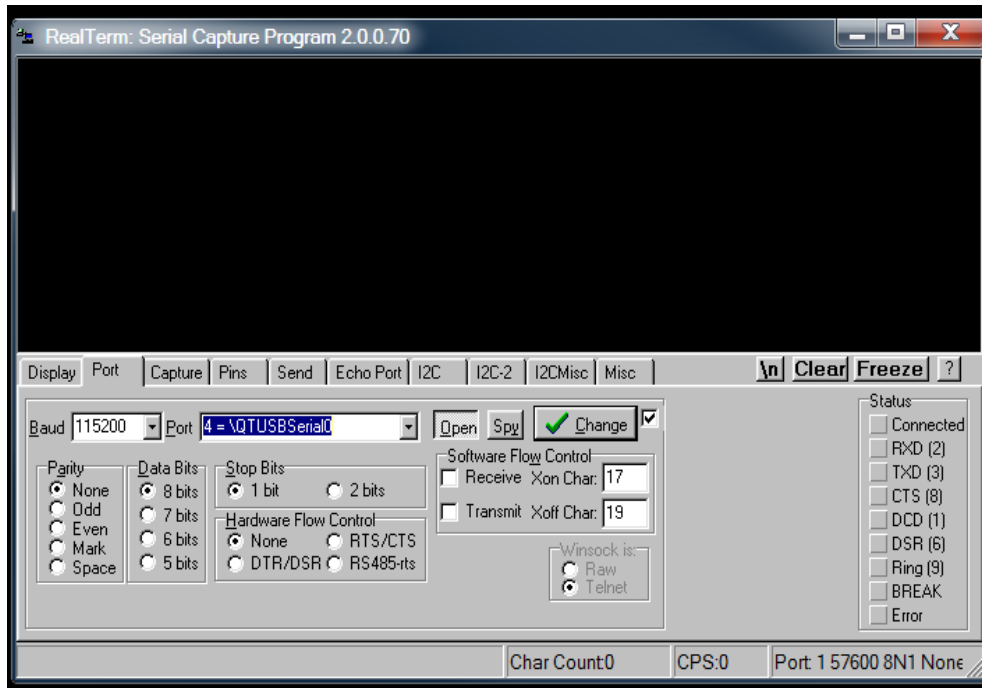 RealTerm: Serial Capture Program 2.0.0.70
Display Port Capture Pins Send Echo Port I2C I2C-2 I2CMisc Misc \n Clear Freeze ?
Baud 115200 Port 4 = \QTUSBSerial0 Open Spy Change
Parity
None
Odd
Even
Mark
Space
Data Bits
8 bits
7 bits
6 bits
5 bits
Stop Bits
1 bit 2 bits
Hardware Flow Control
None RTS/CTS
DTR/DSR RS485-rts
Software Flow Control
Receive Xon Char: 17
Transmit Xoff Char: 19
Winsock is:
Raw
Telnet
Status
Connected
RXD (2)
TXD (3)
CTS (8)
DCD (1)
DSR (6)
Ring (9)
BREAK
Error
Char Count:0 CPS:0 Port: 1 57600 8N1 None